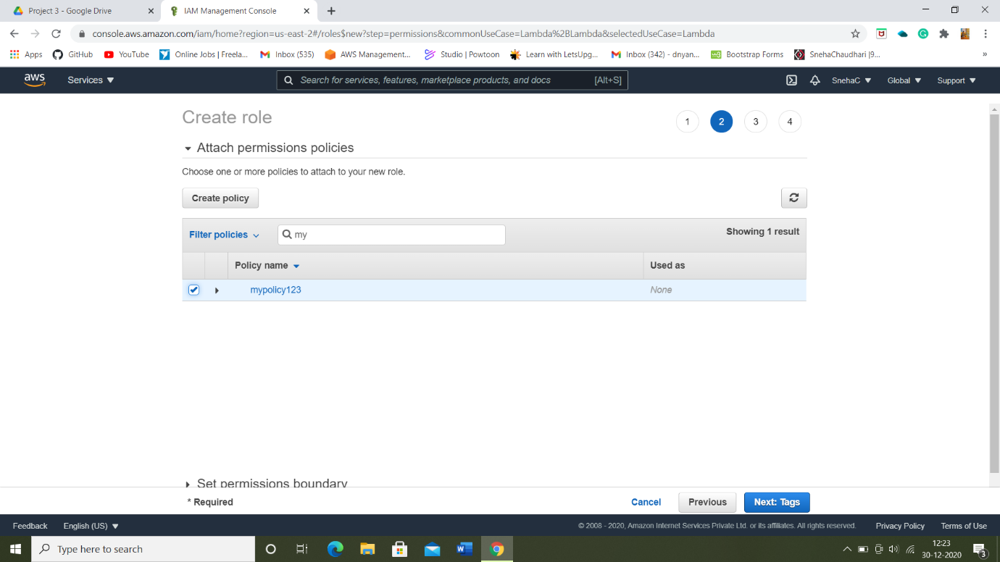 Project 3 - Google Drive
IAM Management Console
console.aws.amazon.com/iam/home?region=us-east-2#/roles$new?step=permissions&commonUseCase=Lambda%2BLambda&selectedUseCase=Lambda
Apps GitHub YouTube Online Jobs | Freela... Inbox (535) AWS Management... Studio | Powtoon Learn with LetsUpg... Inbox (342) - dnyan... Bootstrap Forms SnehaChaudhari |9... »
aws Services Search for services, features, marketplace products, and docs [Alt+S] SnehaC Global Support
Create role 1 2 3 4
Attach permissions policies
Choose one or more policies to attach to your new role.
Create policy
Filter policies my Showing 1 result
Policy name Used as
mypolicy123 None
Set permissions boundary
* Required Cancel Previous Next: Tags
Feedback English (US) © 2008 - 2020, Amazon Internet Services Private Ltd. or its affiliates. All rights reserved. Privacy Policy Terms of Use
Type here to search 12:23
30-12-2020 3